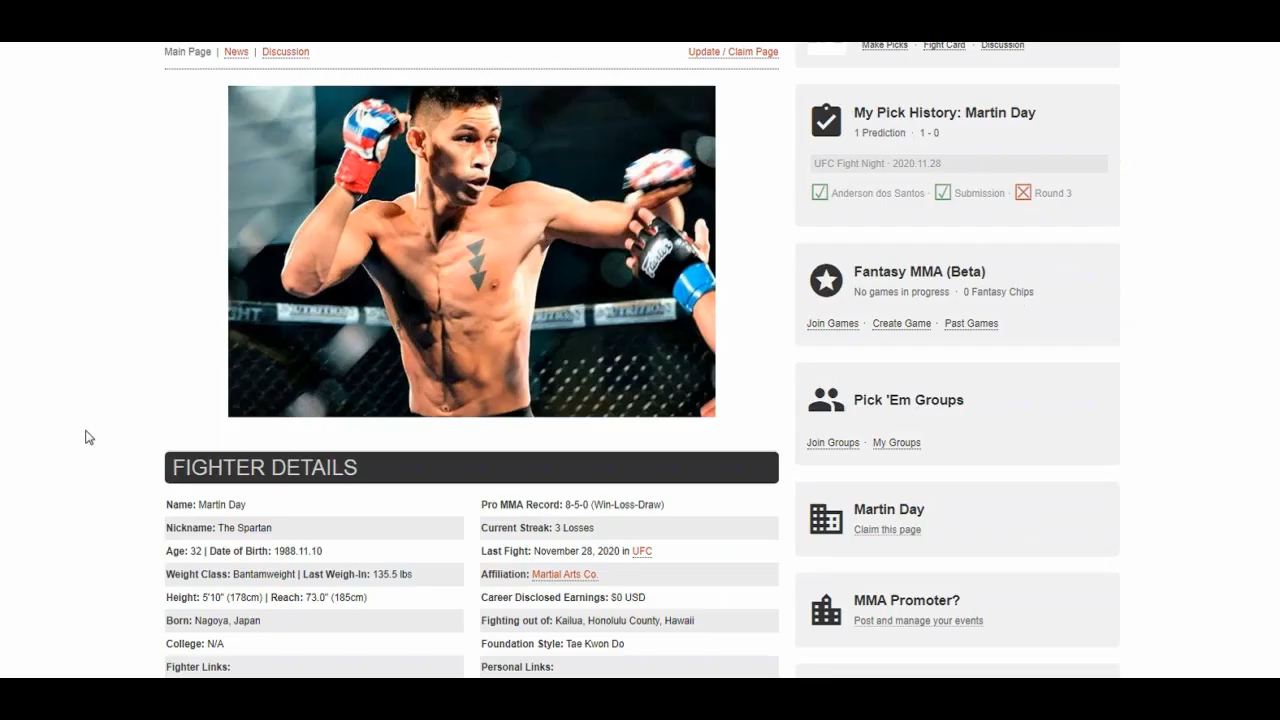 Main Page | News | Discussion
Update / Claim Page
FIGHTER DETAILS
Name: Martin Day
Nickname: The Spartan
Age: 32 | Date of Birth: 1988.11.10
Weight Class: Bantamweight | Last Weigh-In: 135.5 lbs
Height: 5'10" (178cm) | Reach: 73.0" (185cm)
Born: Nagoya, Japan
College: N/A
Fighter Links:
Pro MMA Record: 8-5-0 (Win-Loss-Draw)
Current Streak: 3 Losses
Last Fight: November 28, 2020 in UFC
Affiliation: Martial Arts Co.
Career Disclosed Earnings: $0 USD
Fighting out of: Kailua, Honolulu County, Hawaii
Foundation Style: Tae Kwon Do
Personal Links:
Make Picks · Fight Card · Discussion
My Pick History: Martin Day
1 Prediction · 1 - 0
UFC Fight Night · 2020.11.28
Anderson dos Santos · Submission · Round 3
Fantasy MMA (Beta)
No games in progress · 0 Fantasy Chips
Join Games · Create Game · Past Games
Pick 'Em Groups
Join Groups · My Groups
Martin Day
Claim this page
MMA Promoter?
Post and manage your events